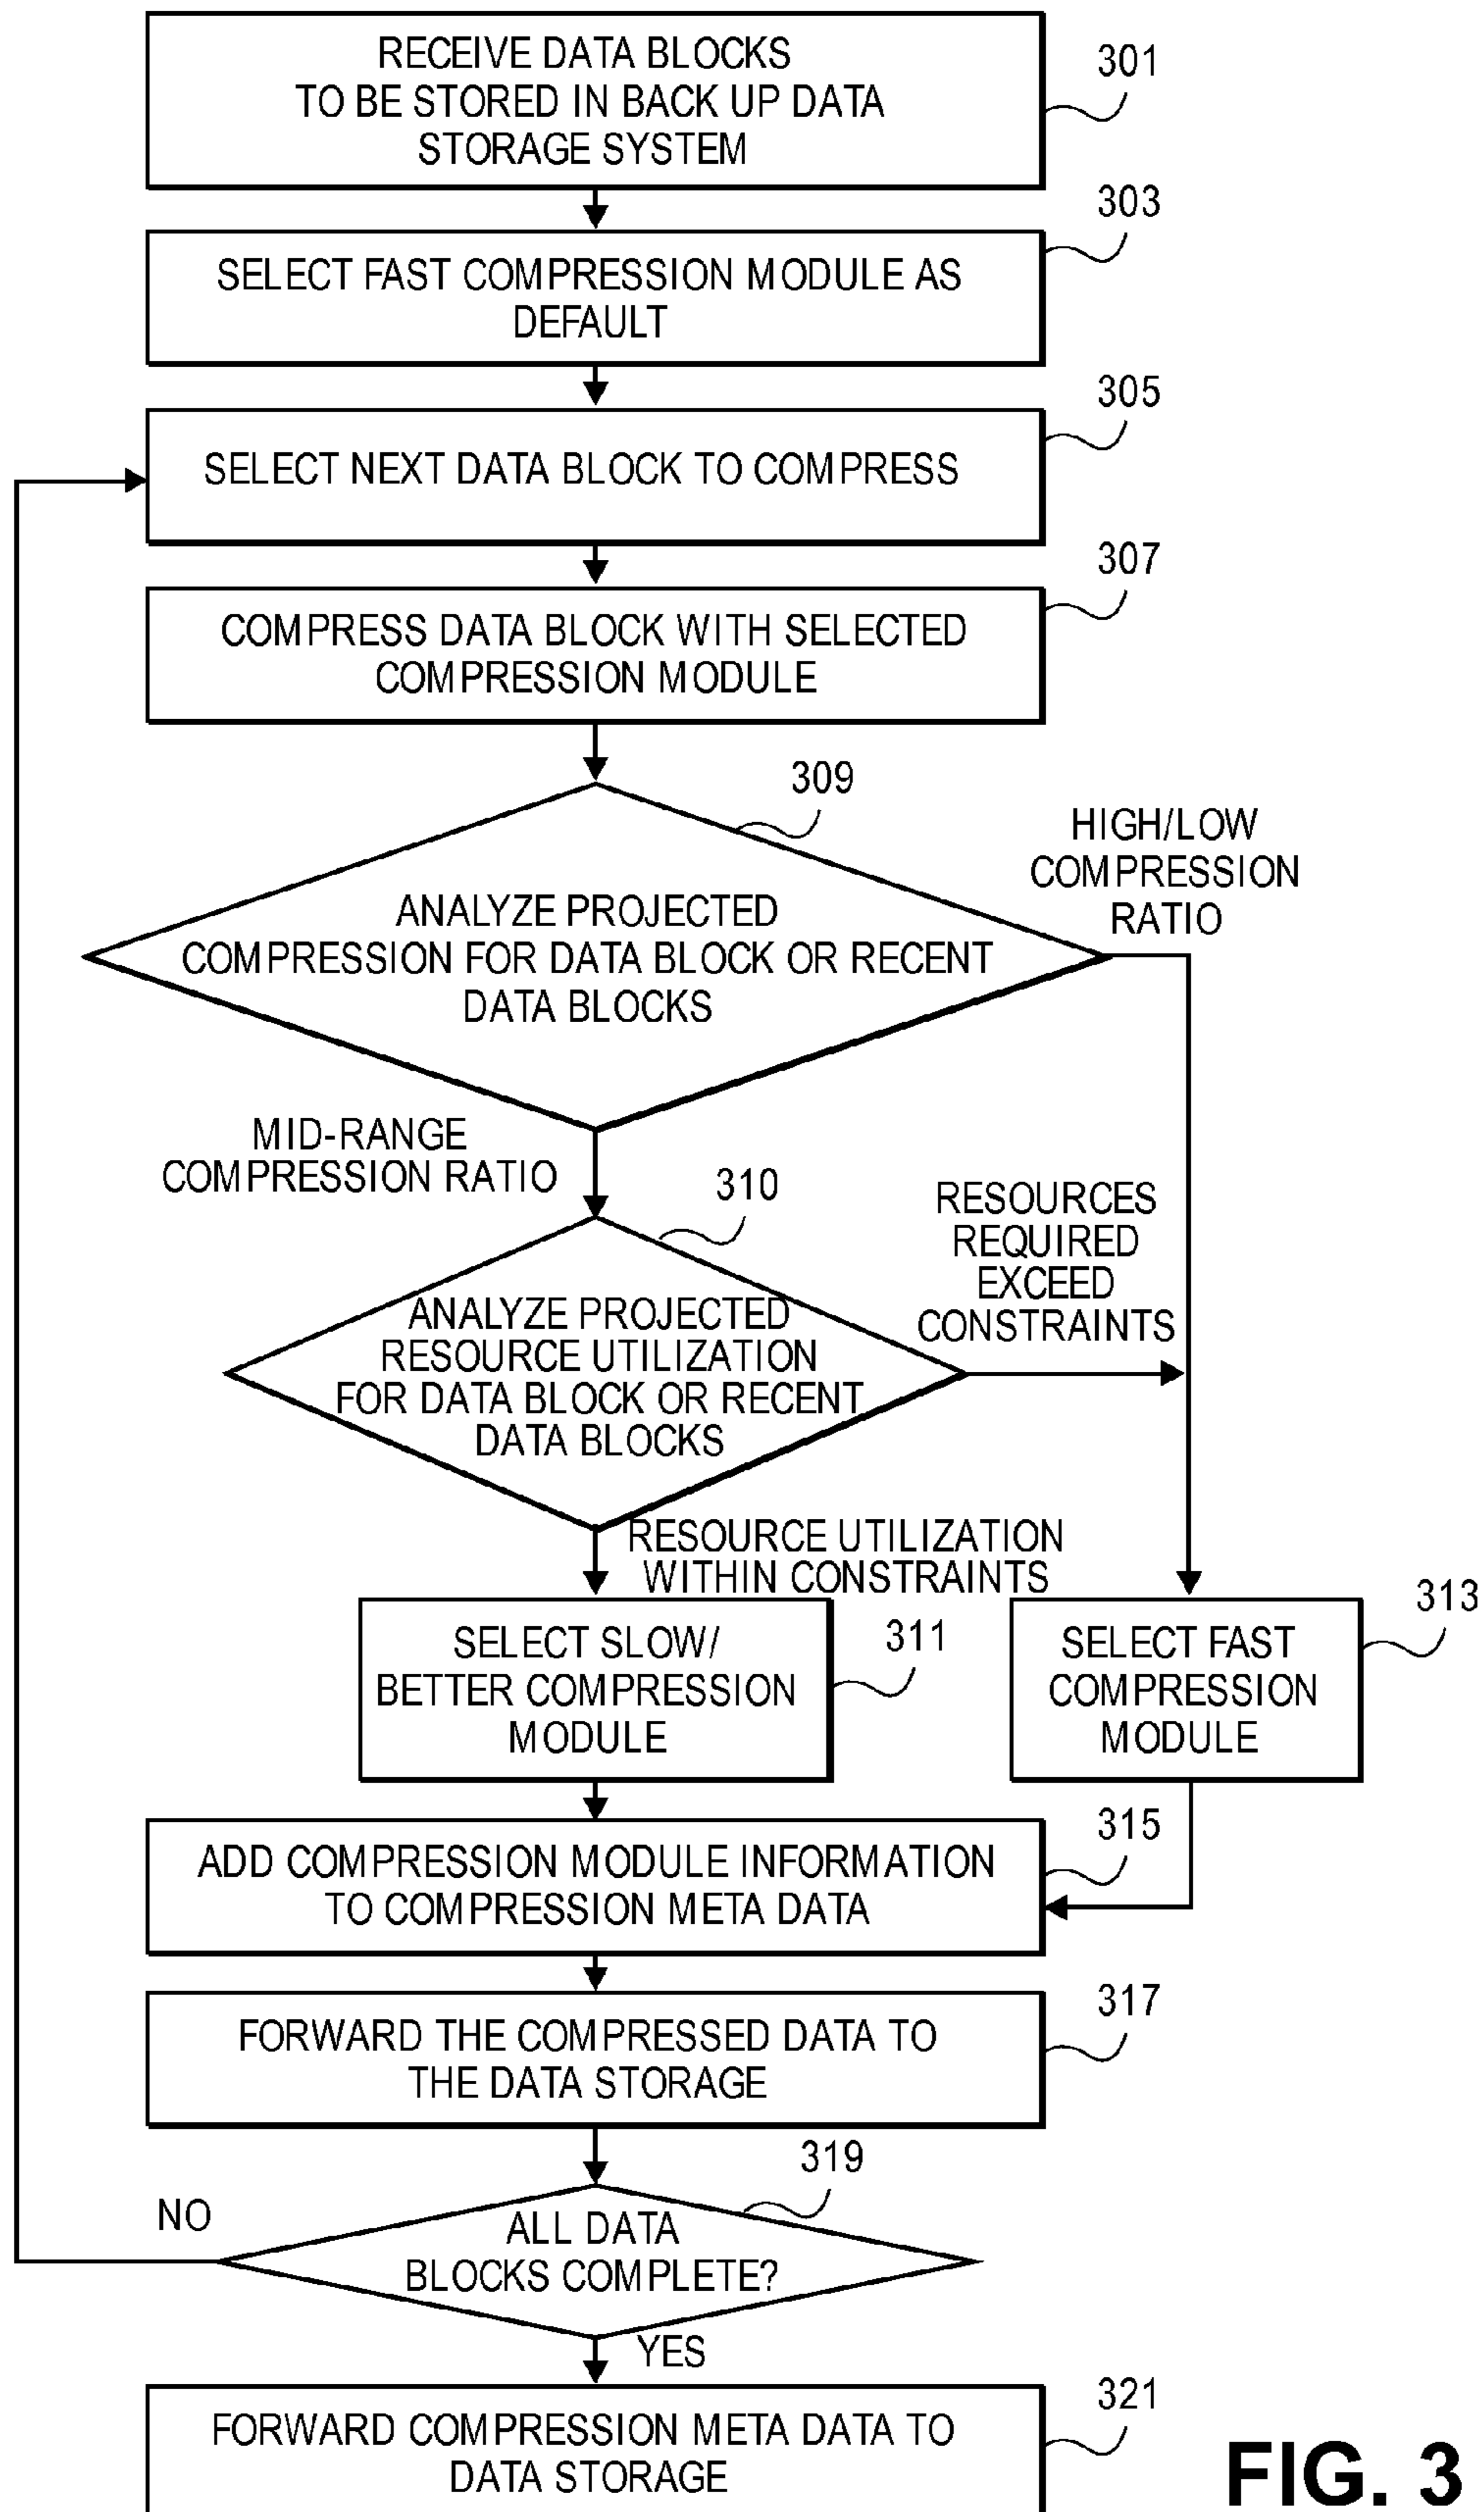 RECEIVE DATA BLOCKS
TO BE STORED IN BACK UP DATA
STORAGE SYSTEM
301
SELECT FAST COMPRESSION MODULE AS
DEFAULT
303
SELECT NEXT DATA BLOCK TO COMPRESS
305
COMPRESS DATA BLOCK WITH SELECTED
COMPRESSION MODULE
307
309
ANALYZE PROJECTED
COMPRESSION FOR DATA BLOCK OR RECENT
DATA BLOCKS
HIGH/LOW
COMPRESSION
RATIO
MID-RANGE
COMPRESSION RATIO
310
ANALYZE PROJECTED
RESOURCE UTILIZATION
FOR DATA BLOCK OR RECENT
DATA BLOCKS
RESOURCES
REQUIRED
EXCEED
CONSTRAINTS
RESOURCE UTILIZATION
WITHIN CONSTRAINTS
SELECT SLOW/
BETTER COMPRESSION
MODULE
311
SELECT FAST
COMPRESSION
MODULE
313
ADD COMPRESSION MODULE INFORMATION
TO COMPRESSION META DATA
315
FORWARD THE COMPRESSED DATA TO
THE DATA STORAGE
317
319
ALL DATA
BLOCKS COMPLETE?
NO
YES
FORWARD COMPRESSION META DATA TO
DATA STORAGE
321
FIG. 3